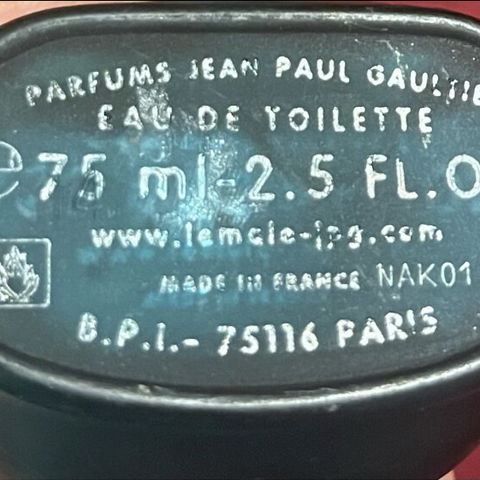 PARFUMS JEAN PAUL GAULTIE
EAU DE TOILETTE
e 75 ml-2.5 FL.O
www.lemale-jpg.com
MADE IN FRANCE NAK01
B.P.I.- 75116 PARIS